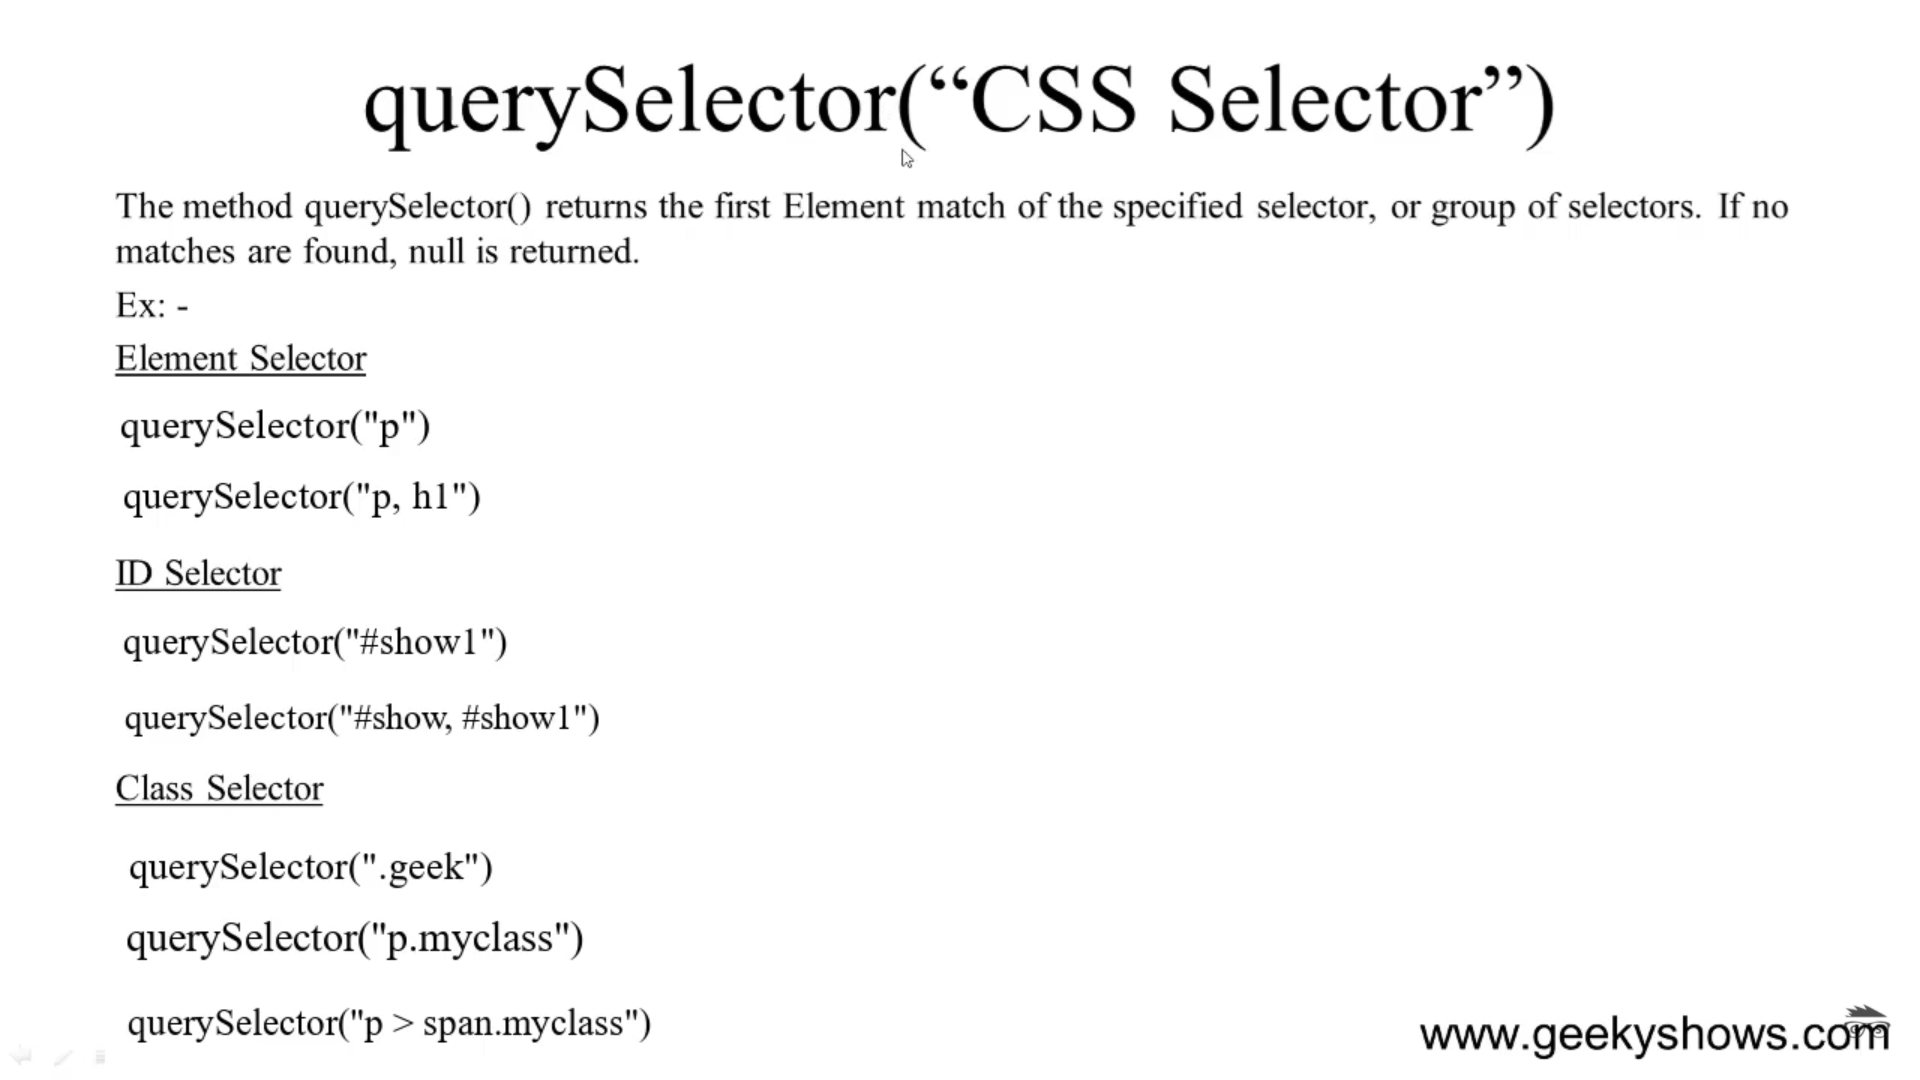 querySelector(“CSS Selector”)
The method querySelector() returns the first Element match of the specified selector, or group of selectors. If no
matches are found, null is returned.
Ex: -
Element Selector
querySelector("p")
querySelector("p, h1")
ID Selector
querySelector("#show1")
querySelector("#show, #show1")
Class Selector
querySelector(".geek")
querySelector("p.myclass")
querySelector("p > span.myclass")
www.geekyshows.com